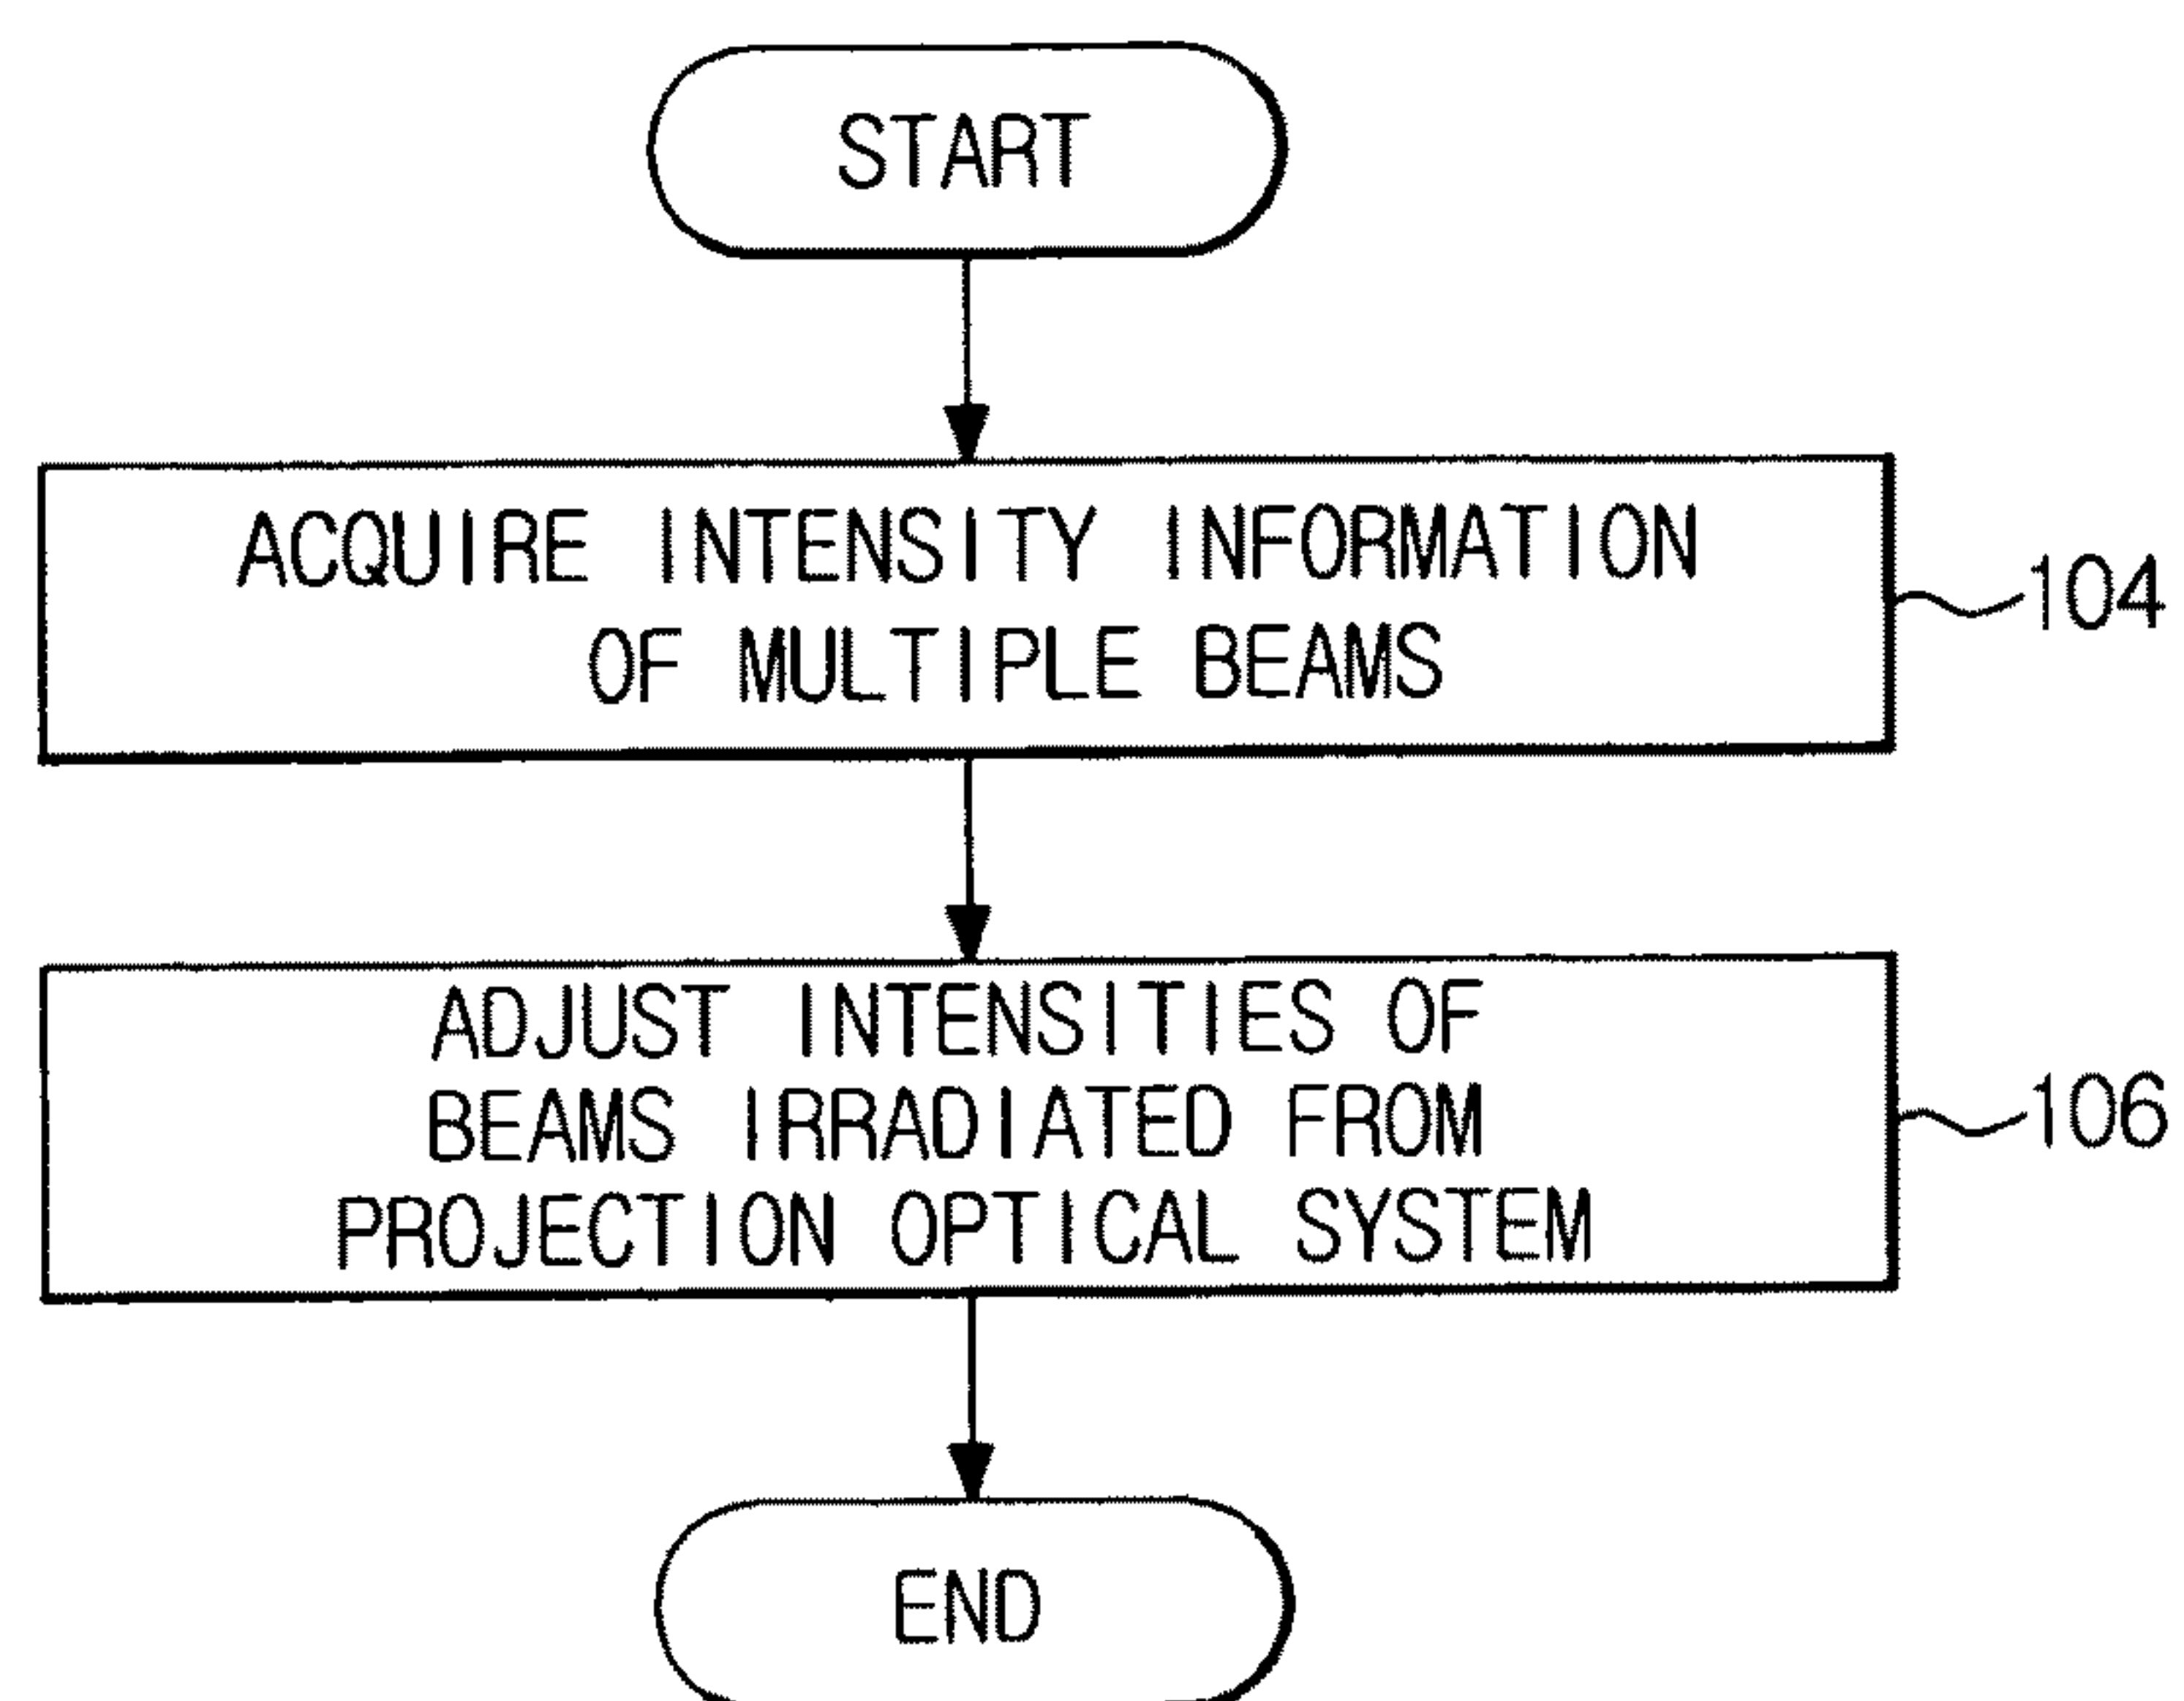 START
ACQUIRE INTENSITY INFORMATION
OF MULTIPLE BEAMS
104
ADJUST INTENSITIES OF
BEAMS IRRADIATED FROM
PROJECTION OPTICAL SYSTEM
106
END